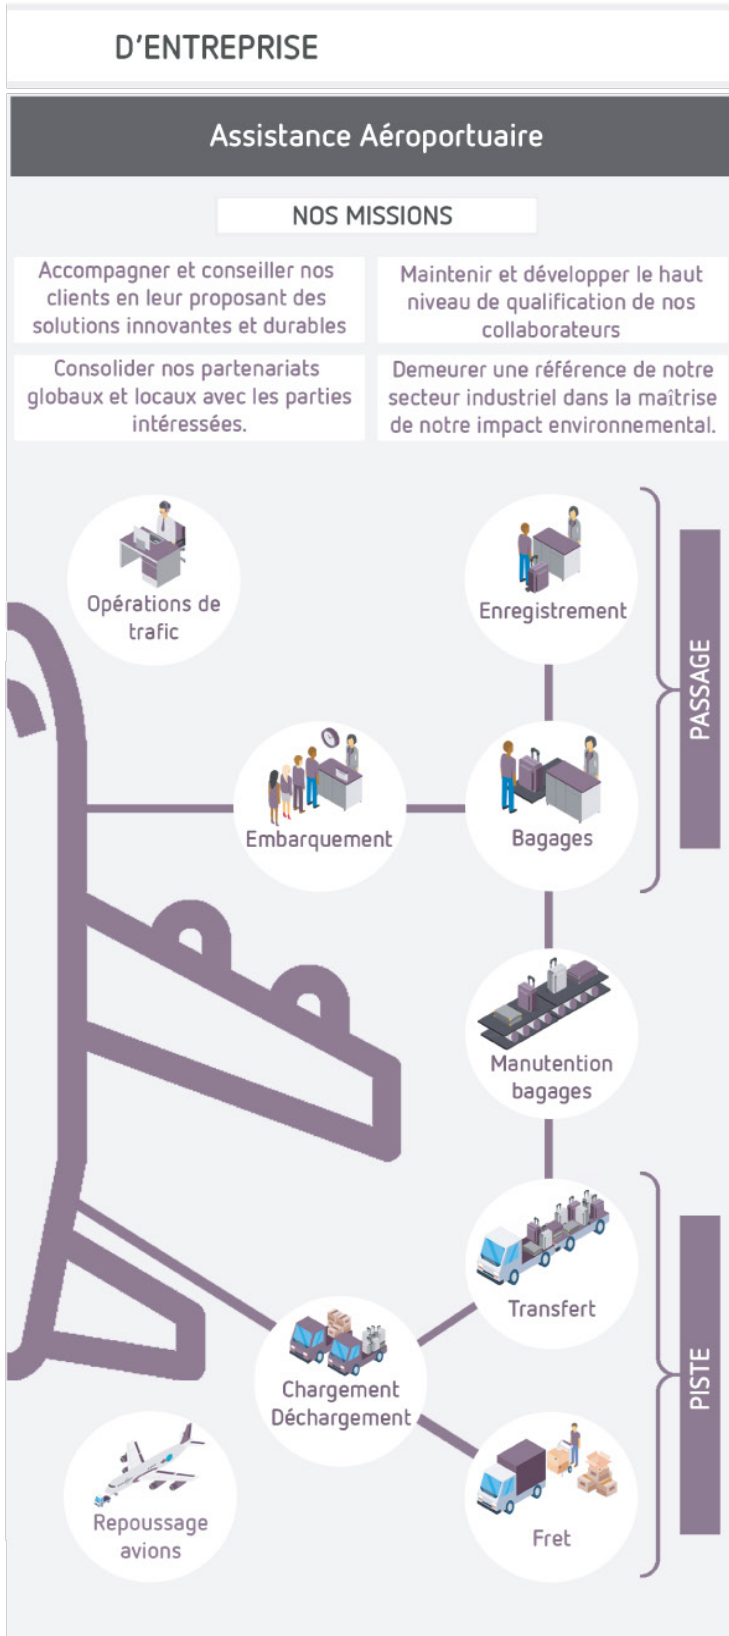 D'ENTREPRISE
Assistance Aéroportuaire
NOS MISSIONS
Accompagner et conseiller nos
clients en leur proposant des
solutions innovantes et durables
Maintenir et développer le haut
niveau de qualification de nos
collaborateurs
Consolider nos partenariats
globaux et locaux avec les parties
intéressées.
Demeurer une référence de notre
secteur industriel dans la maîtrise
de notre impact environnemental.
Opérations de
trafic
Enregistrement
PASSAGE
Embarquement
Bagages
Manutention
bagages
Transfert
Chargement
Déchargement
PISTE
Repoussage
avions
Fret